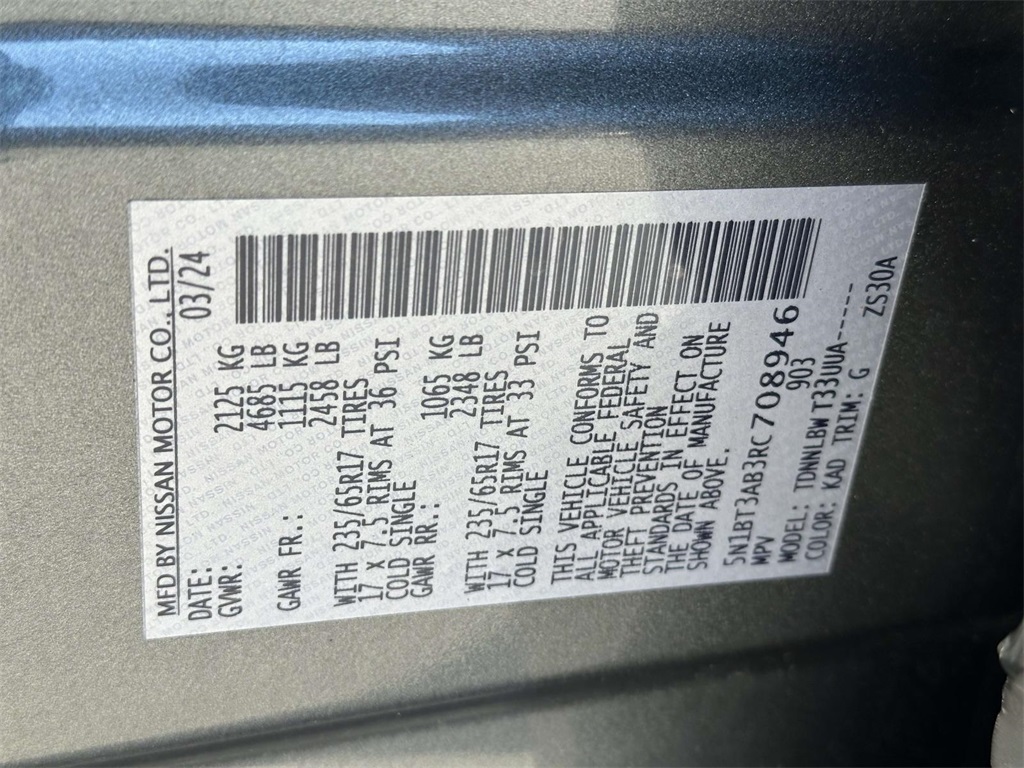 MFD BY NISSAN MOTOR CO., LTD.
DATE: 03/24
GVWR: 2125 KG
4685 LB
GAWR FR.: 1115 KG
2458 LB
WITH 235/65R17 TIRES
17 X 7.5 RIMS AT 36 PSI
COLD SINGLE
GAWR RR.: 1065 KG
2348 LB
WITH 235/65R17 TIRES
17 X 7.5 RIMS AT 33 PSI
COLD SINGLE
THIS VEHICLE CONFORMS TO
ALL APPLICABLE FEDERAL
MOTOR VEHICLE SAFETY AND
THEFT PREVENTION
STANDARDS IN EFFECT ON
THE DATE OF MANUFACTURE
SHOWN ABOVE.
5N1BT3AB3RC708946
MPV 903
MODEL: TDNNLBW T33UUA-----
COLOR: KAD TRIM: G ZS30A